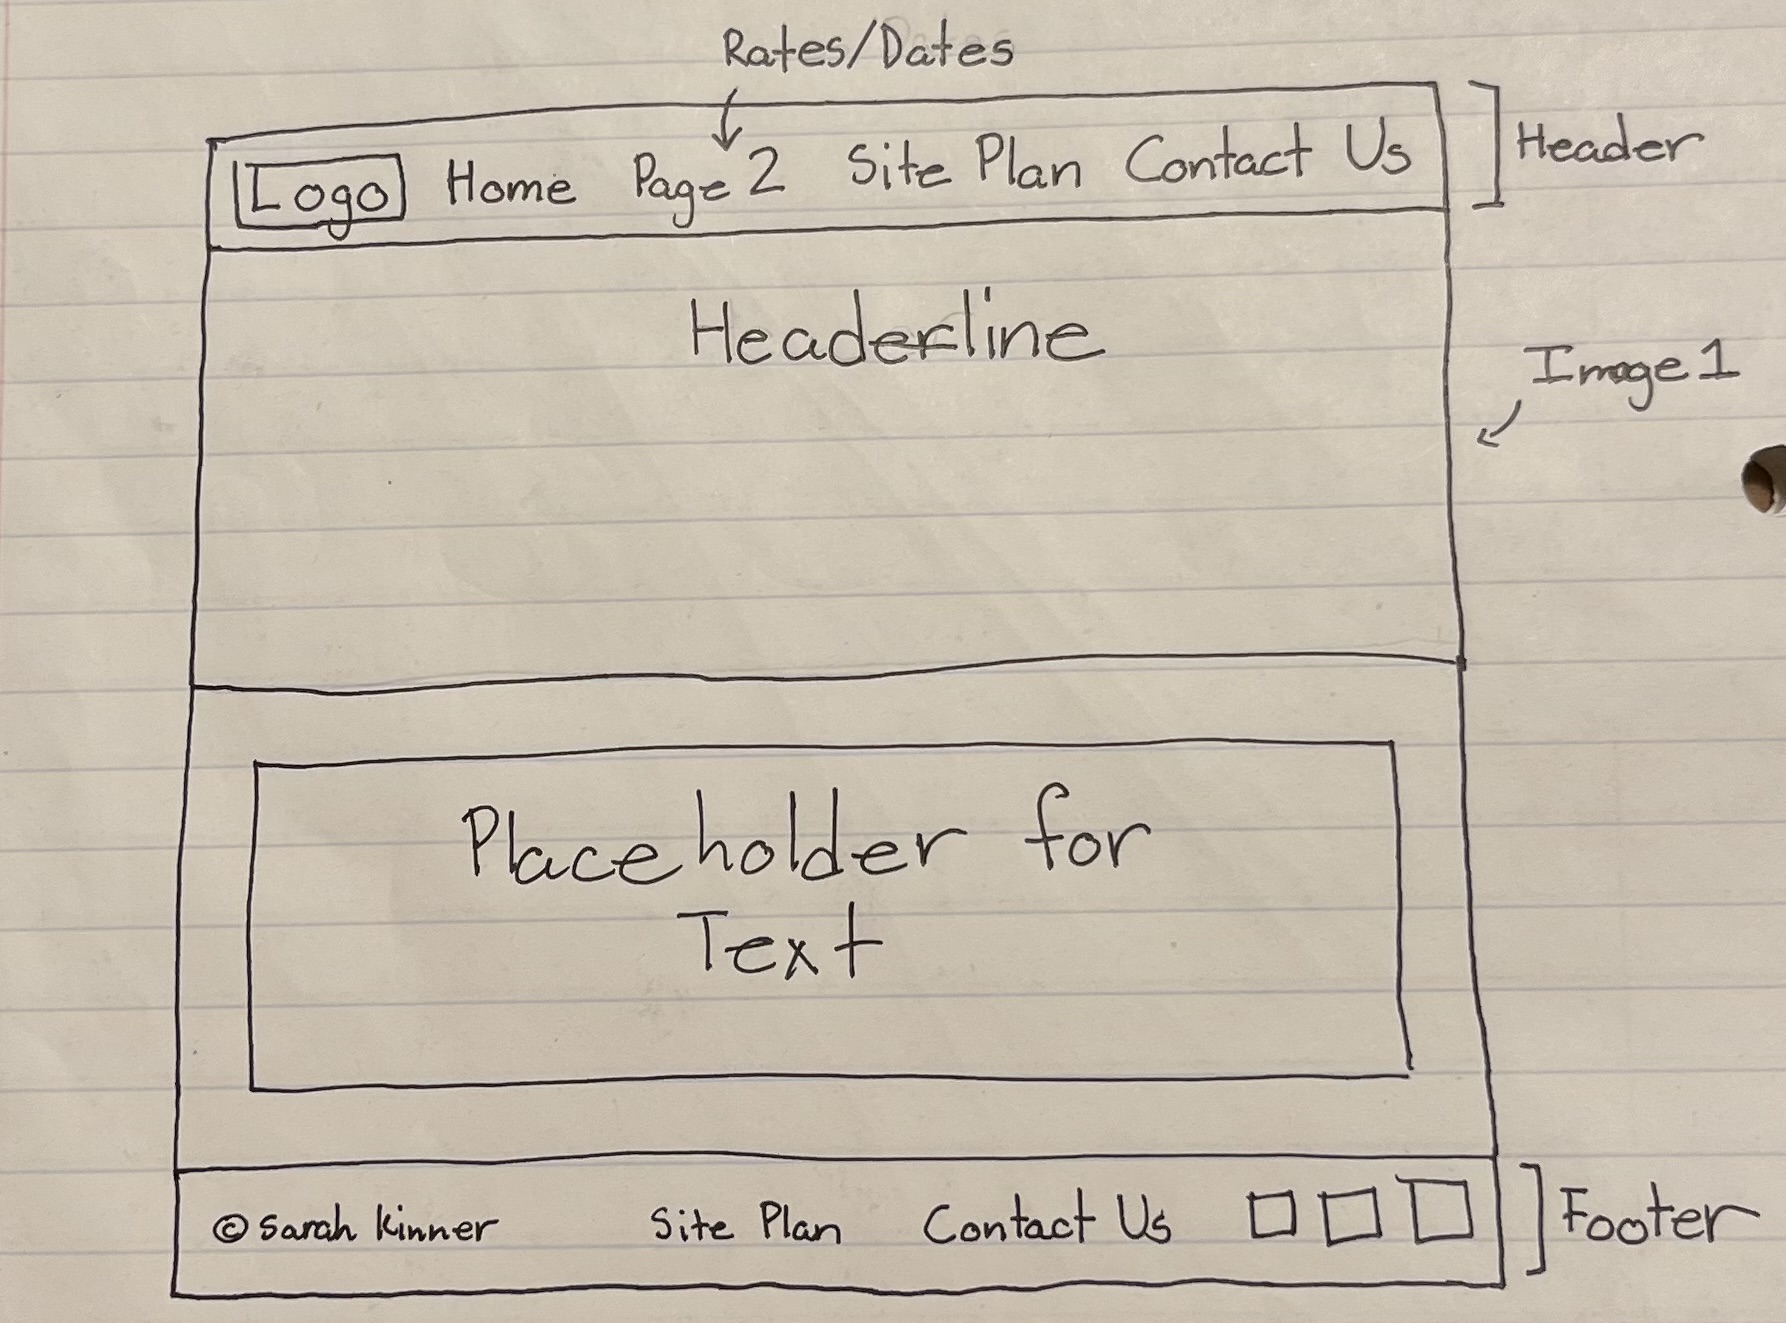 Rates/Dates
Logo Home Page 2 Site Plan Contact Us
Header
Headerline
Image 1
Placeholder for
Text
© Sarah Kinner Site Plan Contact Us
Footer